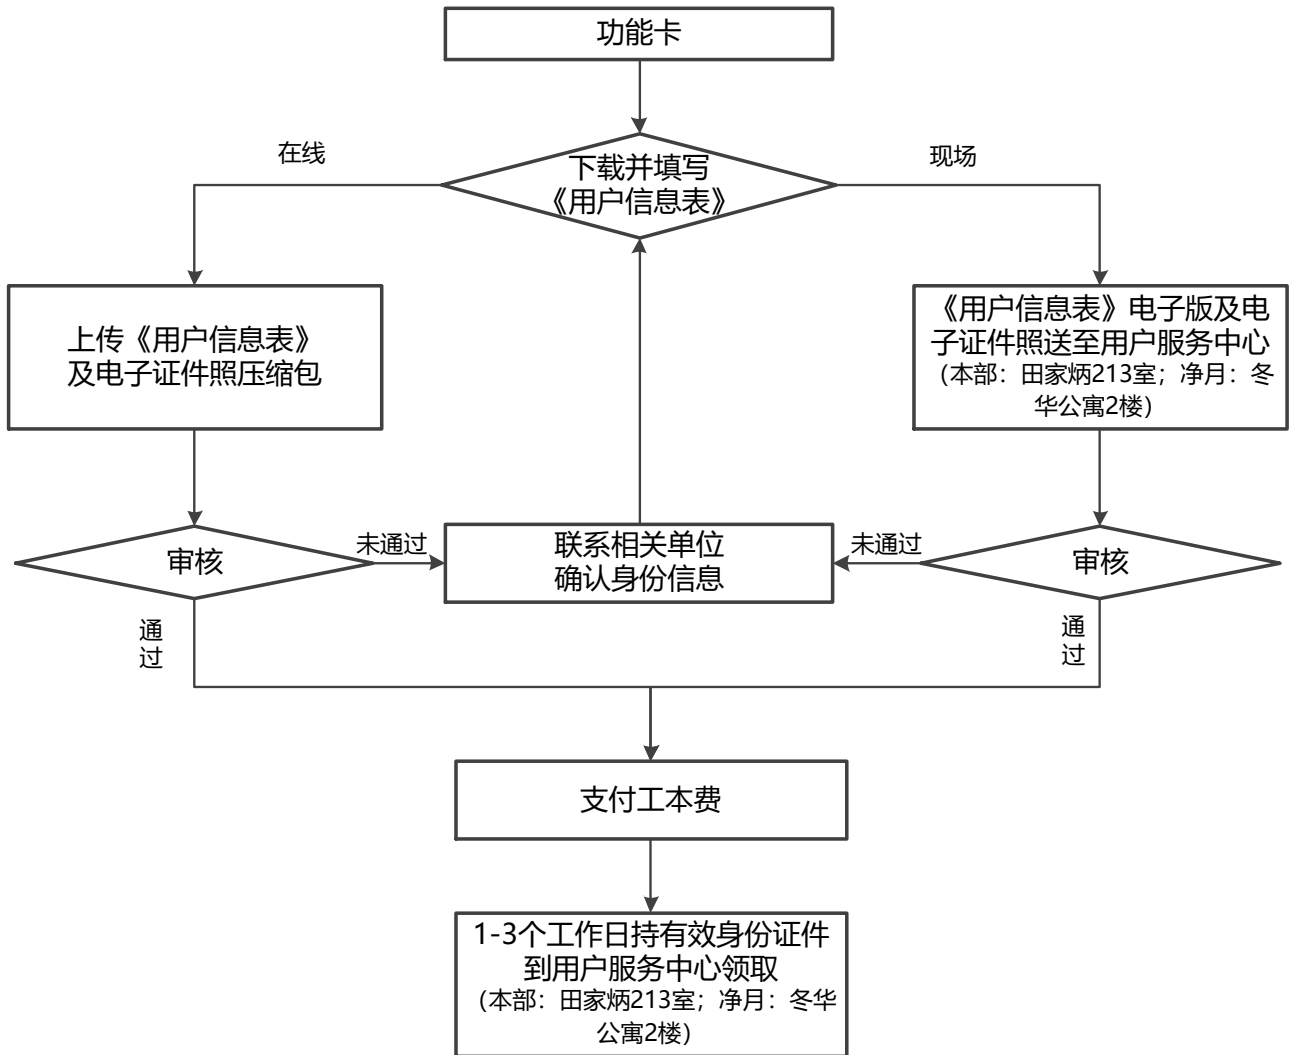 功能卡
在线
下载并填写
《用户信息表》
现场
上传《用户信息表》
及电子证件照压缩包
《用户信息表》电子版及电
子证件照送至用户服务中心
（本部：田家炳213室；净月：冬
华公寓2楼）
审核
未通过
联系相关单位
确认身份信息
未通过
审核
通
过
通
过
支付工本费
1-3个工作日持有效身份证件
到用户服务中心领取
（本部：田家炳213室；净月：冬华
公寓2楼）